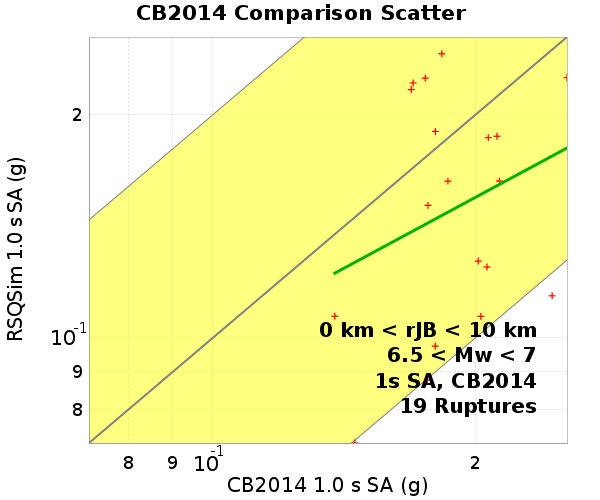 CB2014 Comparison Scatter
RSQSim 1.0 s SA (g)
2
10⁻¹
9
8
0 km < rJB < 10 km
6.5 < Mw < 7
1s SA, CB2014
19 Ruptures
8 9 10⁻¹ 2
CB2014 1.0 s SA (g)